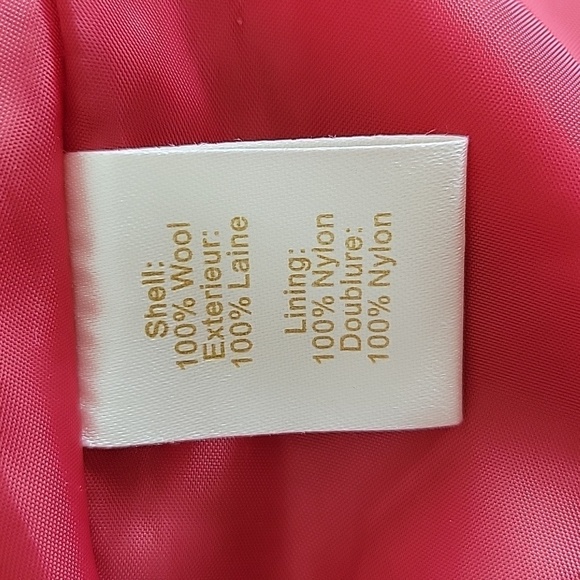 Shell:
100% Wool
Exterieur:
100% Laine
Lining:
100% Nylon
Doublure:
100% Nylon